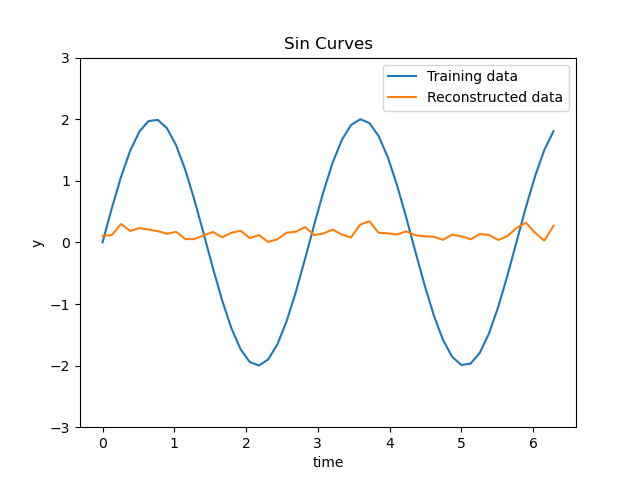 Sin Curves
Training data
Reconstructed data
3
2
1
0
−1
−2
−3
y
0 1 2 3 4 5 6
time